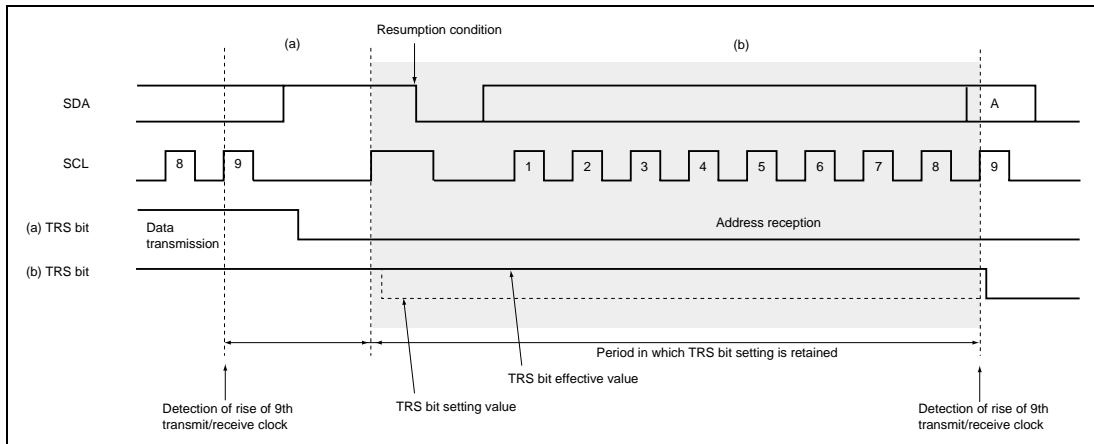 Resumption condition
(a)
(b)
SDA
A
SCL
8
9
1
2
3
4
5
6
7
8
9
(a) TRS bit
Data
transmission
Address reception
(b) TRS bit
Period in which TRS bit setting is retained
TRS bit effective value
TRS bit setting value
Detection of rise of 9th
transmit/receive clock
Detection of rise of 9th
transmit/receive clock